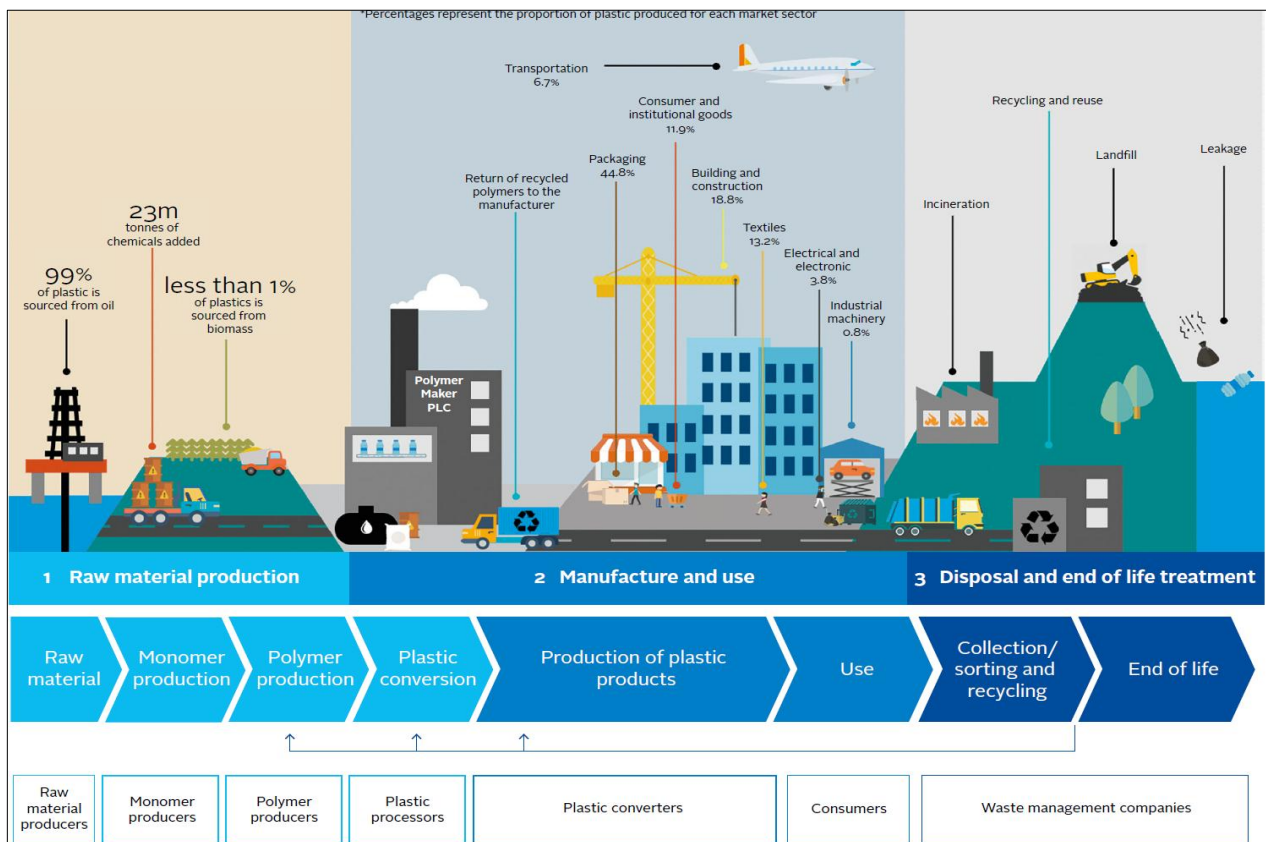 *Percentages represent the proportion of plastic produced for each market sector
Transportation
6.7%
Consumer and
institutional goods
11.9%
Recycling and reuse
Packaging
44.8%
Building and
construction
18.8%
Landfill
Leakage
Return of recycled
polymers to the
manufacturer
Incineration
23m
tonnes of
chemicals added
Textiles
13.2%
Electrical and
electronic
3.8%
99%
of plastic is
sourced from oil
less than 1%
of plastics is
sourced from
biomass
Industrial
machinery
0.8%
Polymer
Maker
PLC
1 Raw material production
2 Manufacture and use
3 Disposal and end of life treatment
Raw
material
Monomer
production
Polymer
production
Plastic
conversion
Production of plastic
products
Use
Collection/
sorting and
recycling
End of life
Raw
material
producers
Monomer
producers
Polymer
producers
Plastic
processors
Plastic converters
Consumers
Waste management companies